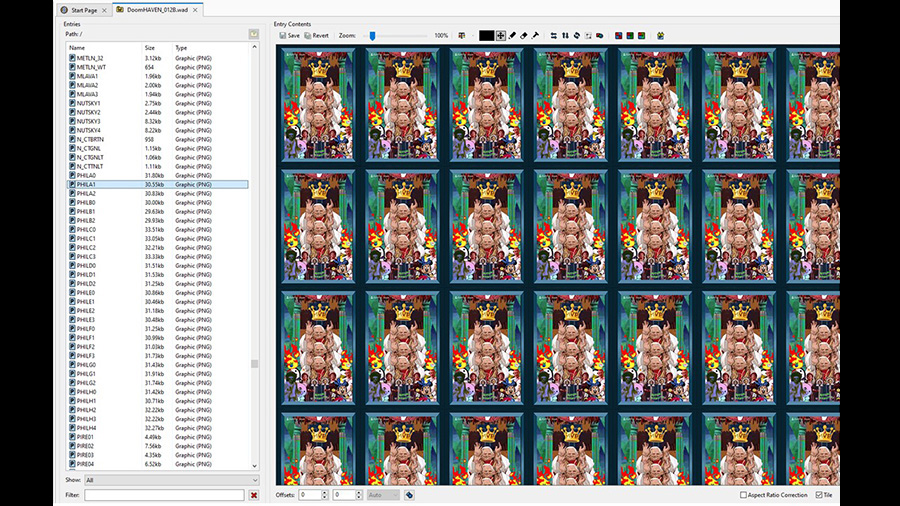 Start Page
DoomHAVEN_012B.wad
Entries
Entry Contents
Path: /
Save Revert Zoom: 100%
Name Size Type
METLN_32 3.12kb Graphic (PNG)
METLN_WT 654 Graphic (PNG)
MLAVA1 1.96kb Graphic (PNG)
MLAVA2 2.00kb Graphic (PNG)
MLAVA3 1.94kb Graphic (PNG)
NUTSKY1 2.75kb Graphic (PNG)
NUTSKY2 2.44kb Graphic (PNG)
NUTSKY3 8.32kb Graphic (PNG)
NUTSKY4 8.22kb Graphic (PNG)
N_CTBRTN 958 Graphic (PNG)
N_CTGNL 1.15kb Graphic (PNG)
N_CTGNLT 1.06kb Graphic (PNG)
N_CTTNLT 1.11kb Graphic (PNG)
PHILA0 31.80kb Graphic (PNG)
PHILA1 30.55kb Graphic (PNG)
PHILA2 30.83kb Graphic (PNG)
PHILB0 30.00kb Graphic (PNG)
PHILB1 29.63kb Graphic (PNG)
PHILB2 29.93kb Graphic (PNG)
PHILC0 33.51kb Graphic (PNG)
PHILC1 33.05kb Graphic (PNG)
PHILC2 32.21kb Graphic (PNG)
PHILC3 33.33kb Graphic (PNG)
PHILD0 31.51kb Graphic (PNG)
PHILD1 31.53kb Graphic (PNG)
PHILD2 31.25kb Graphic (PNG)
PHILE0 30.86kb Graphic (PNG)
PHILE1 30.46kb Graphic (PNG)
PHILE2 31.18kb Graphic (PNG)
PHILE3 30.48kb Graphic (PNG)
PHILF0 31.25kb Graphic (PNG)
PHILF1 30.99kb Graphic (PNG)
PHILF2 31.03kb Graphic (PNG)
PHILF3 31.73kb Graphic (PNG)
PHILG0 31.43kb Graphic (PNG)
PHILG1 31.91kb Graphic (PNG)
PHILG2 31.74kb Graphic (PNG)
PHILH0 31.42kb Graphic (PNG)
PHILH1 30.71kb Graphic (PNG)
PHILH2 32.22kb Graphic (PNG)
PHILH3 32.22kb Graphic (PNG)
PHILH4 32.27kb Graphic (PNG)
PIRE01 4.49kb Graphic (PNG)
PIRE02 7.56kb Graphic (PNG)
PIRE03 4.35kb Graphic (PNG)
PIRE04 6.52kb Graphic (PNG)
Show: All
Filter:
Offsets: 0 0 Auto
Aspect Ratio Correction Tile